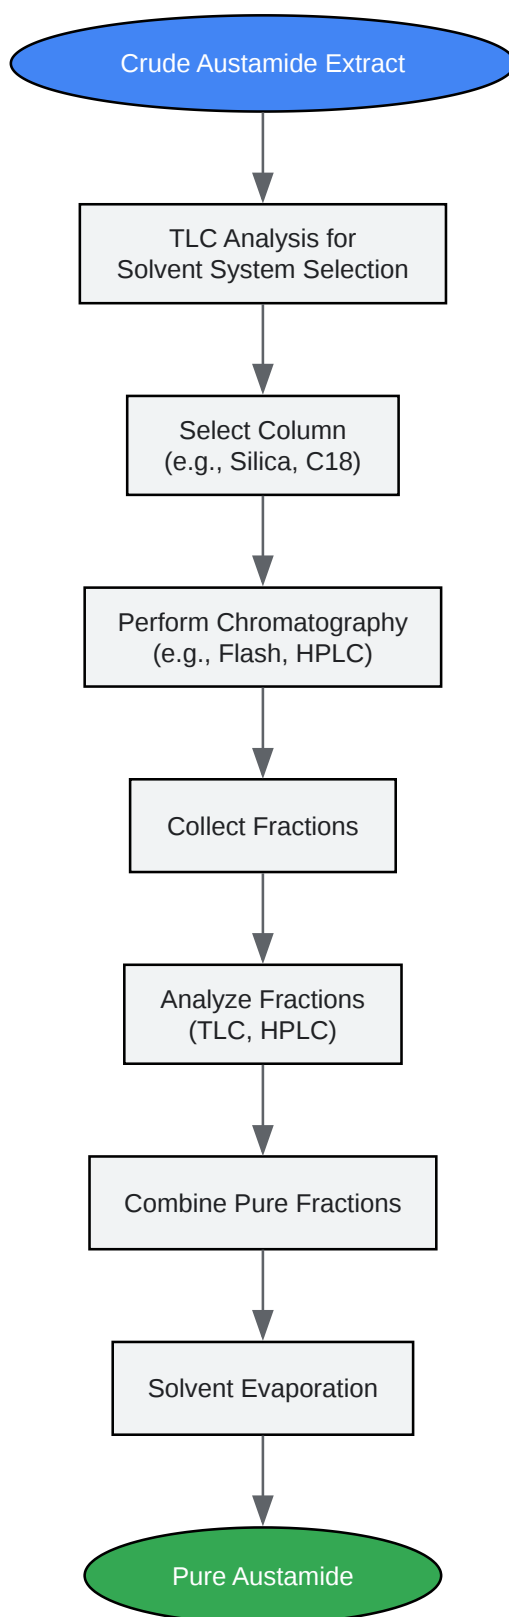 Crude Austamide Extract
TLC Analysis for
Solvent System Selection
Select Column
(e.g., Silica, C18)
Perform Chromatography
(e.g., Flash, HPLC)
Collect Fractions
Analyze Fractions
(TLC, HPLC)
Combine Pure Fractions
Solvent Evaporation
Pure Austamide